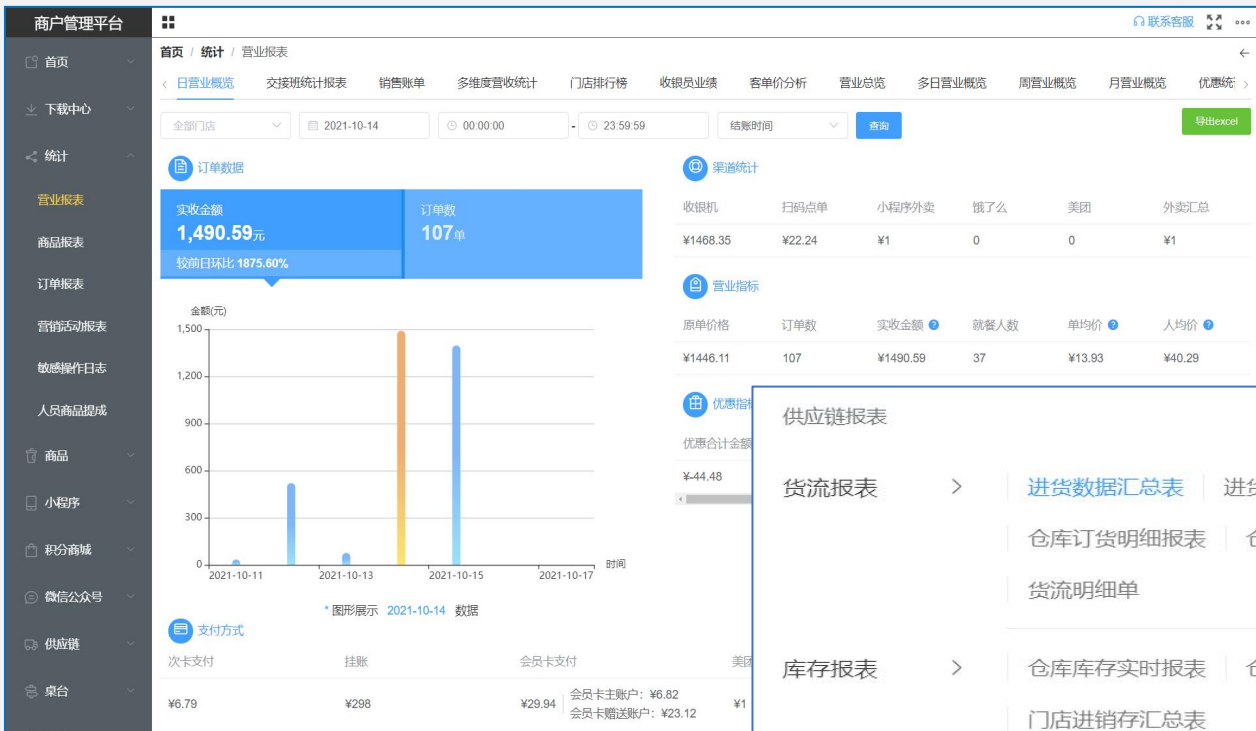 商户管理平台
联系客服
首页 / 统计 / 营业报表
日营业概览 交接班统计报表 销售账单 多维度营收统计 门店排行榜 收银员业绩 客单价分析 营业总览 多日营业概览 周营业概览 月营业概览 优惠统
全部门店 2021-10-14 00:00:00 - 23:59:59 结账时间 查询 导出excel
首页
下载中心
统计
营业报表
商品报表
订单报表
营销活动报表
敏感操作日志
人员商品提成
商品
小程序
积分商城
微信公众号
供应链
桌台
订单数据
实收金额 订单数
1,490.59元 107单
较前日环比 1875.60%
金额(元)
1,500
1,200
900
600
300
0
2021-10-11 2021-10-13 2021-10-15 2021-10-17 时间
* 图形展示 2021-10-14 数据
支付方式
次卡支付 挂账 会员卡支付 美团
¥6.79 ¥298 ¥29.94 会员卡主账户：¥6.82 ¥1
会员卡赠送账户：¥23.12
渠道统计
收银机 扫码点单 小程序外卖 饿了么 美团 外卖汇总
¥1468.35 ¥22.24 ¥1 0 0 ¥1
营业指标
原单价格 订单数 实收金额 就餐人数 单均价 人均价
¥1446.11 107 ¥1490.59 37 ¥13.93 ¥40.29
优惠指标
优惠合计金额
¥-44.48
供应链报表
货流报表 > 进货数据汇总表 进货
仓库订货明细报表 仓
货流明细单
库存报表 > 仓库库存实时报表 仓
门店进销存汇总表